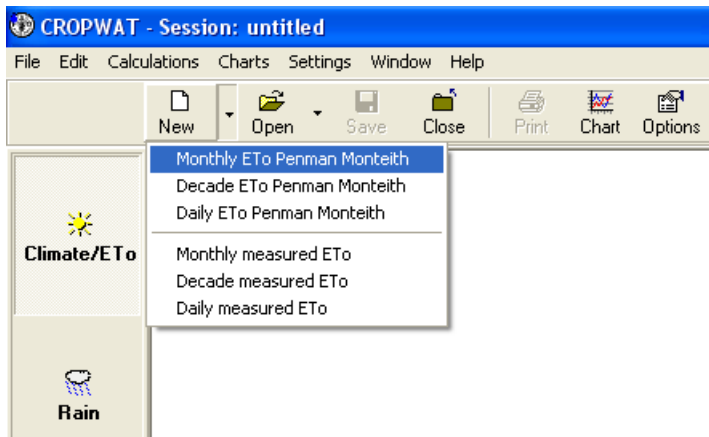 CROPWAT - Session: untitled
File Edit Calculations Charts Settings Window Help
New Open Save Close Print Chart Options
Monthly ETo Penman Monteith
Decade ETo Penman Monteith
Daily ETo Penman Monteith
Climate/ETo
Monthly measured ETo
Decade measured ETo
Daily measured ETo
Rain